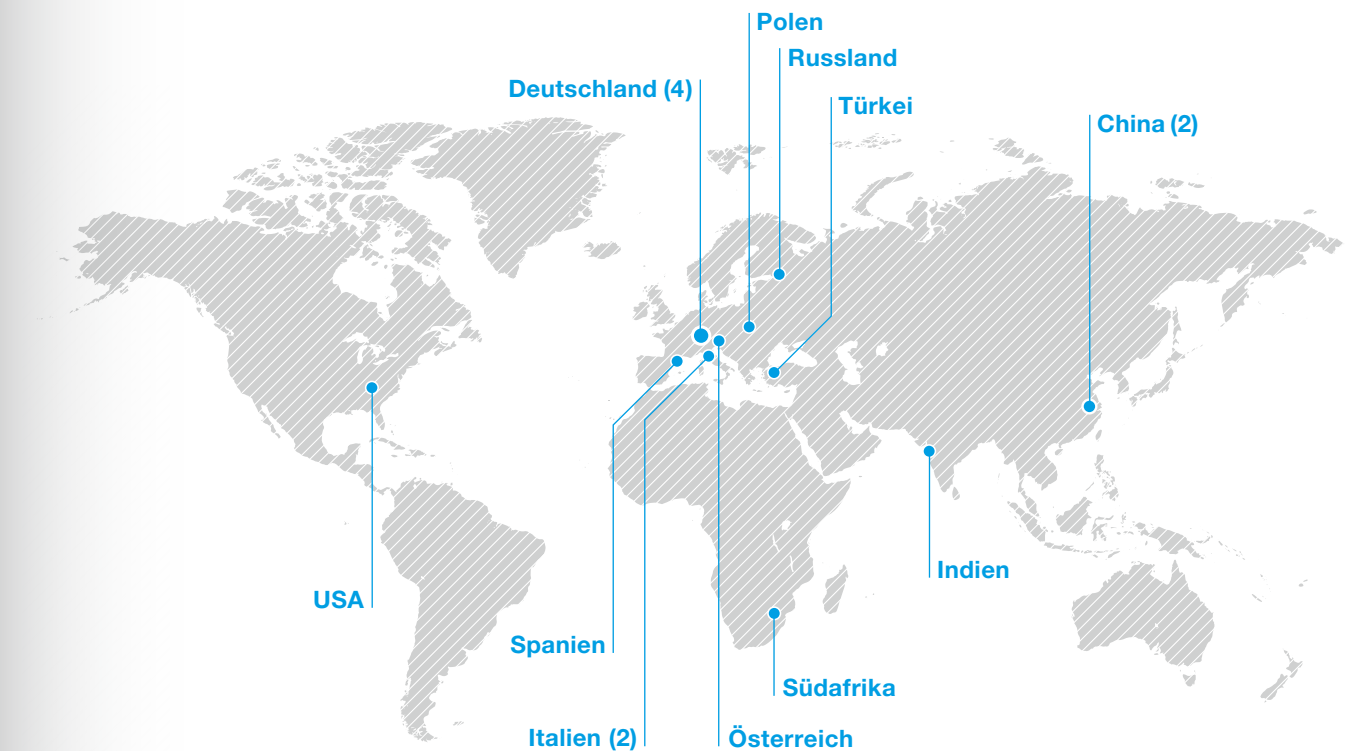 Polen
Russland
Deutschland (4)
Türkei
China (2)
Indien
USA
Spanien
Südafrika
Italien (2)
Österreich